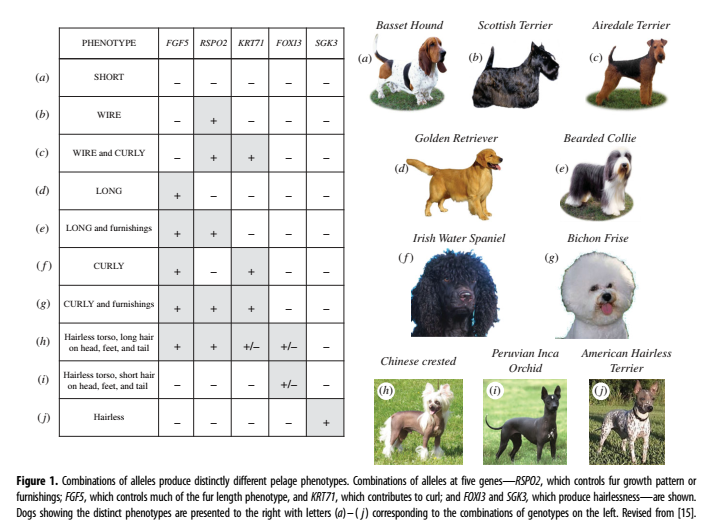 PHENOTYPE FGF5 RSPO2 KRT71 FOXI3 SGK3
(a) SHORT – – – – –
(b) WIRE – + – – –
(c) WIRE and CURLY – + + – –
(d) LONG + – – – –
(e) LONG and furnishings + + – – –
(f) CURLY + – + – –
(g) CURLY and furnishings + + + – –
(h) Hairless torso, long hair
on head, feet, and tail + + +/– +/– –
(i) Hairless torso, short hair
on head, feet, and tail – – – +/– –
(j) Hairless – – – – +
Basset Hound Scottish Terrier Airedale Terrier
(a) (b) (c)
Golden Retriever Bearded Collie
(d) (e)
Irish Water Spaniel Bichon Frise
(f) (g)
Chinese crested Peruvian Inca
Orchid American Hairless
Terrier
(h) (i) (j)
Figure 1. Combinations of alleles produce distinctly different pelage phenotypes. Combinations of alleles at five genes—RSPO2, which controls fur growth pattern or
furnishings; FGF5, which controls much of the fur length phenotype, and KRT71, which contributes to curl; and FOXI3 and SGK3, which produce hairlessness—are shown.
Dogs showing the distinct phenotypes are presented to the right with letters (a)–(j) corresponding to the combinations of genotypes on the left. Revised from [15].